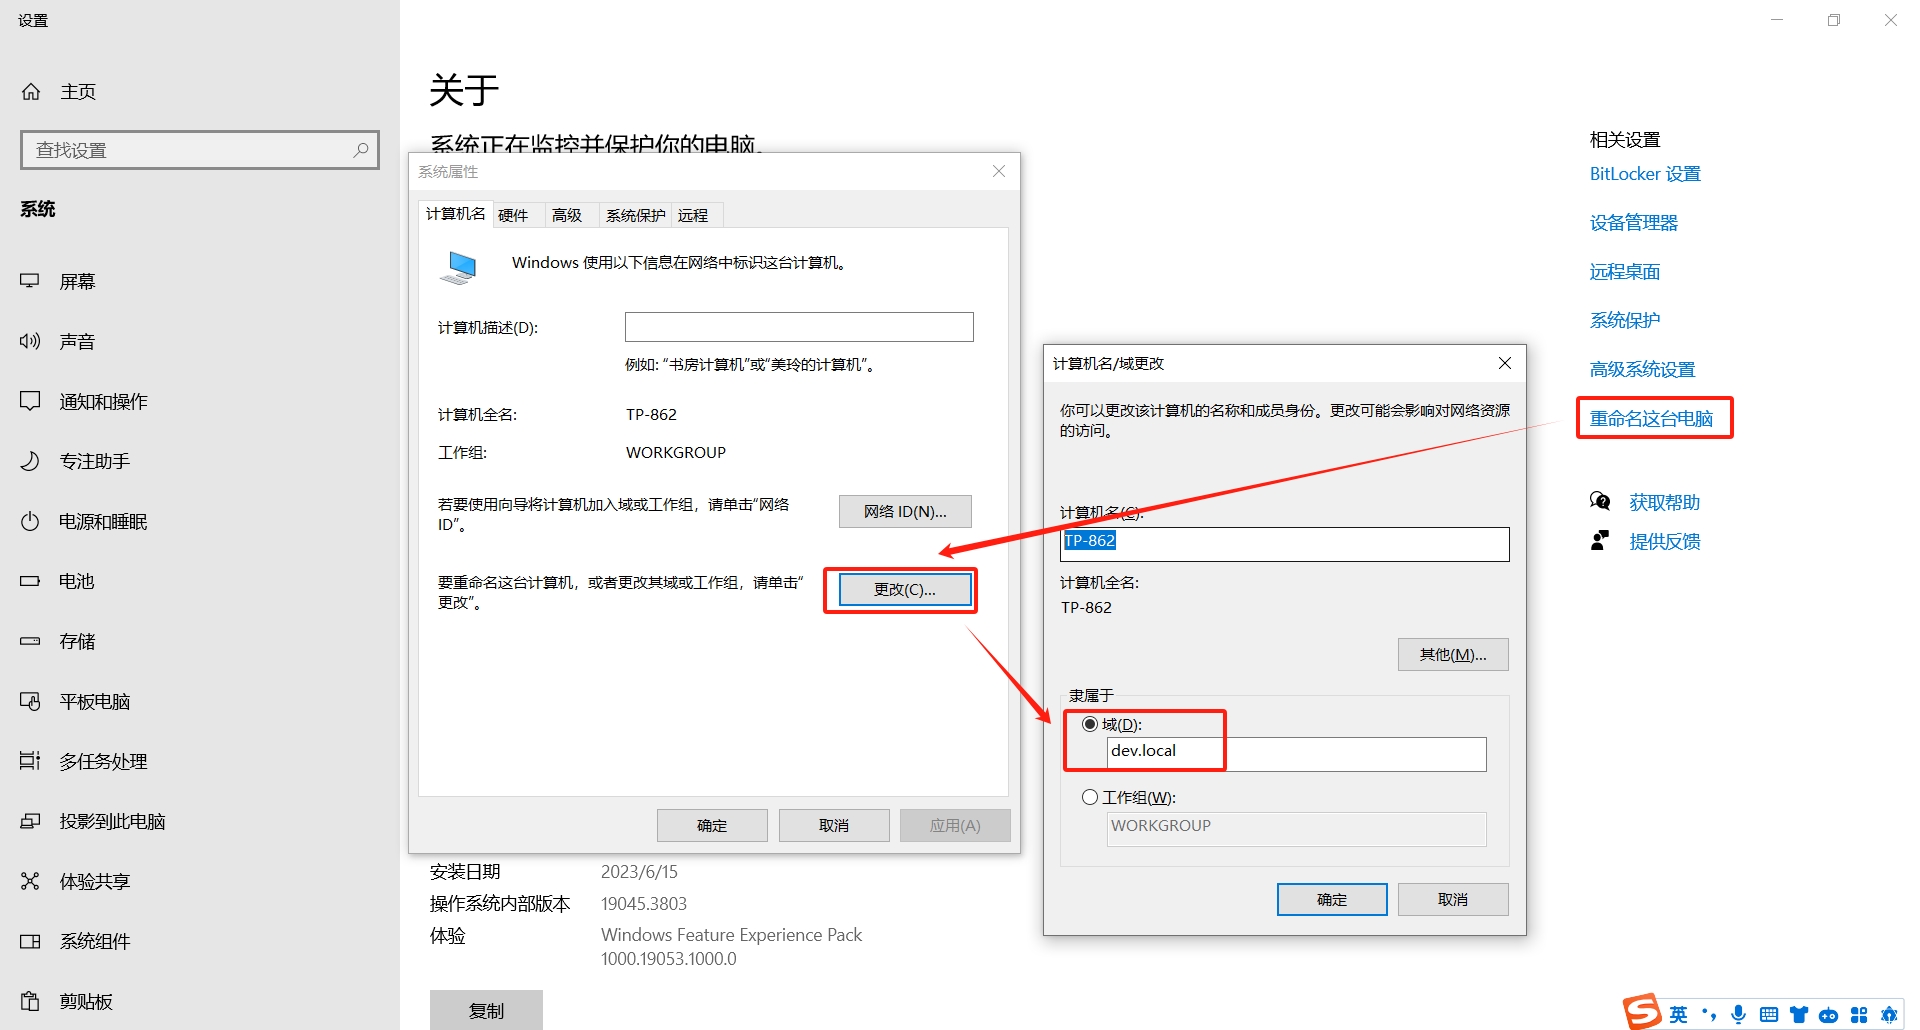 设置
主页
查找设置
系统
屏幕
声音
通知和操作
专注助手
电源和睡眠
电池
存储
平板电脑
多任务处理
投影到此电脑
体验共享
系统组件
剪贴板
关于
系统正在监控并保护你的电脑。
系统属性
计算机名 硬件 高级 系统保护 远程
Windows 使用以下信息在网络中标识这台计算机。
计算机描述(D):
例如: “书房计算机”或“美玲的计算机”。
计算机全名: TP-862
工作组: WORKGROUP
若要使用向导将计算机加入域或工作组，请单击“网络
ID”。
网络 ID(N)...
要重命名这台计算机，或者更改其域或工作组，请单击“
更改”。
更改(C)...
确定 取消 应用(A)
安装日期 2023/6/15
操作系统内部版本 19045.3803
体验 Windows Feature Experience Pack
1000.19053.1000.0
复制
计算机名/域更改
你可以更改该计算机的名称和成员身份。更改可能会影响对网络资源
的访问。
计算机名(C):
TP-862
计算机全名:
TP-862
其他(M)...
隶属于
域(D):
dev.local
工作组(W):
WORKGROUP
确定 取消
相关设置
BitLocker 设置
设备管理器
远程桌面
系统保护
高级系统设置
重命名这台电脑
获取帮助
提供反馈
S 英